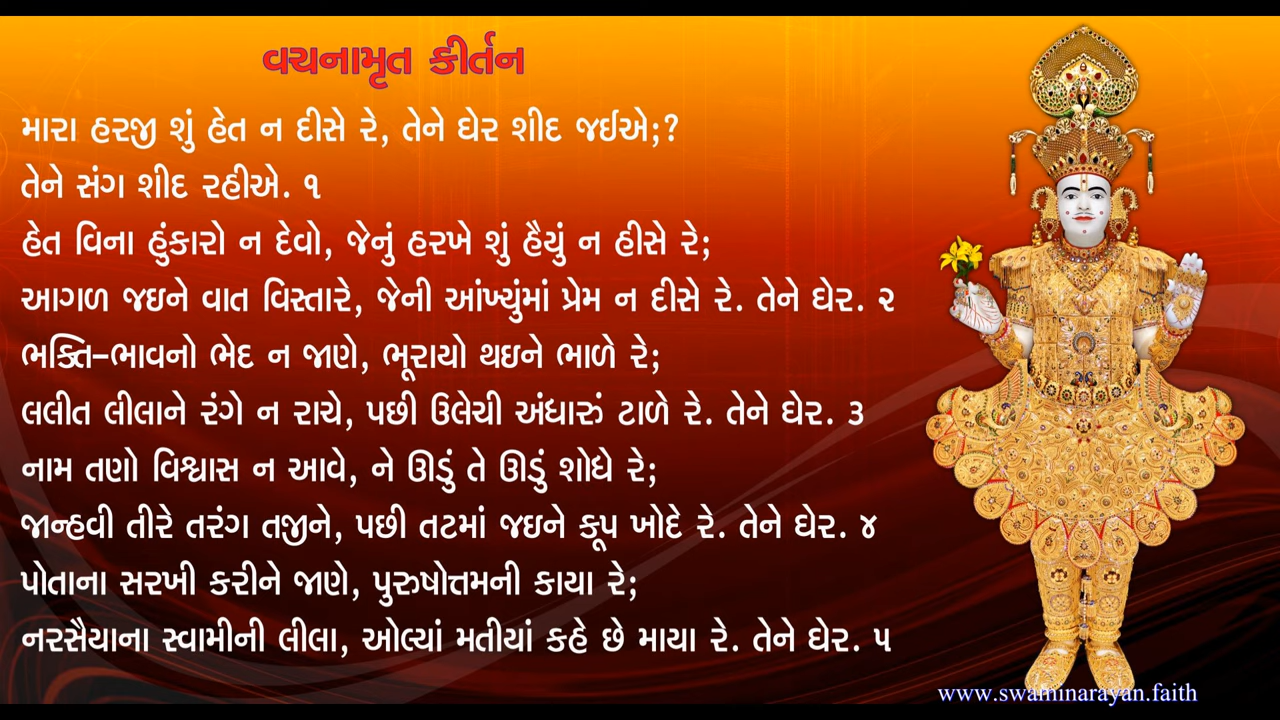 વચનામૃત કીર્તન
મારા હરજી શું હેત ન દીસે રે, તેને ઘેર શીદ જઈએ;?
તેને સંગ શીદ રહીએ. ૧
હેત વિના હુંકારો ન દેવો, જેનું હરખે શું હૈયું ન હીસે રે;
આગળ જઇને વાત વિસ્તારે, જેની આંખ્યુંમાં પ્રેમ ન દીસે રે. તેને ઘેર. ૨
ભક્તિ-ભાવનો ભેદ ન જાણે, ભૂરાયો થઇને ભાળે રે;
લલીત લીલાને રંગે ન રાચે, પછી ઉલેચી અંધારું ટાળે રે. તેને ઘેર. ૩
નામ તણો વિશ્વાસ ન આવે, ને ઊડું તે ઊડું શોધે રે;
જાન્હવી તીરે તરંગ તજીને, પછી તટમાં જઇને કૂપ ખોદે રે. તેને ઘેર. ૪
પોતાના સરખી કરીને જાણે, પુરુષોત્તમની કાયા રે;
નરસૈયાના સ્વામીની લીલા, ઓલ્યાં મતીયાં કહે છે માયા રે. તેને ઘેર. ૫
www.swaminarayan.faith